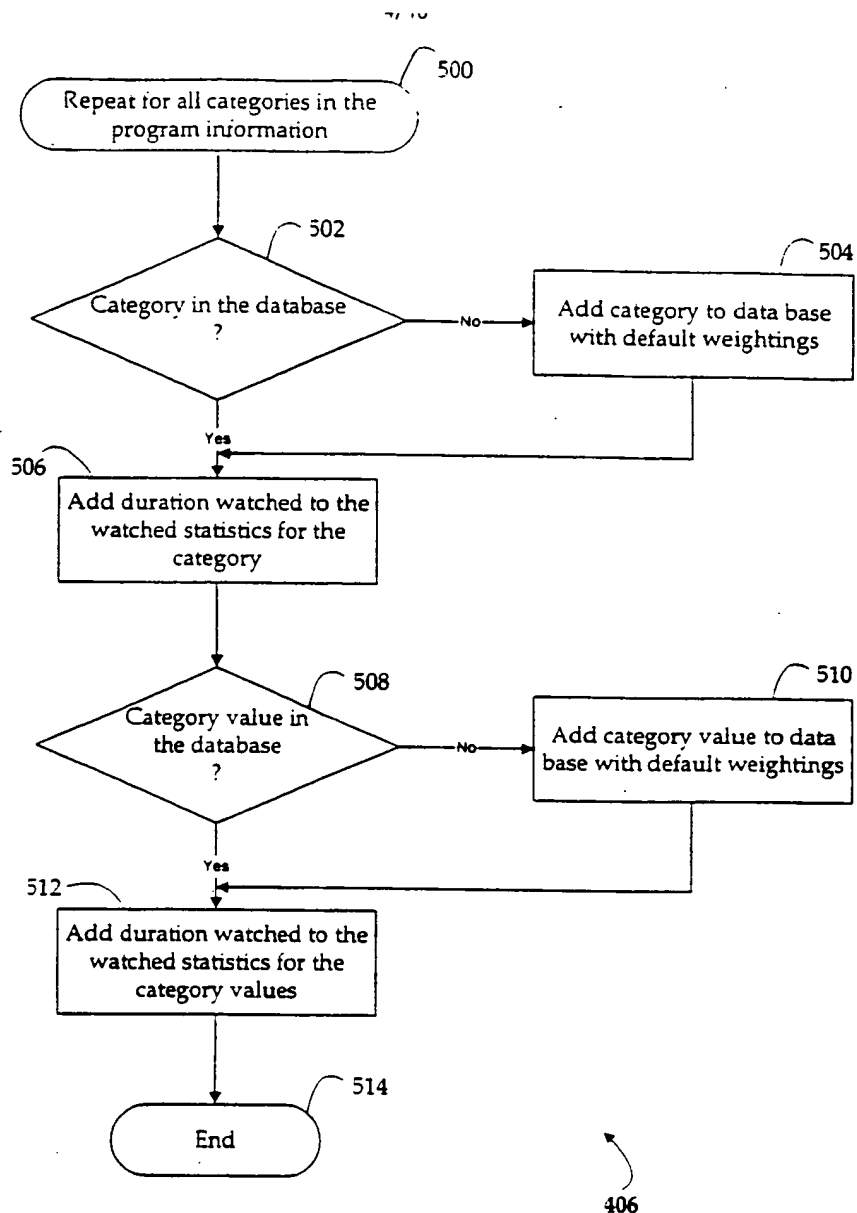 500
Repeat for all categories in the
program information
502
504
Category in the database
?
No
Add category to data base
with default weightings
Yes
506
Add duration watched to the
watched statistics for the
category
508
510
Category value in
the database
?
No
Add category value to data
base with default weightings
Yes
512
Add duration watched to the
watched statistics for the
category values
514
End
406